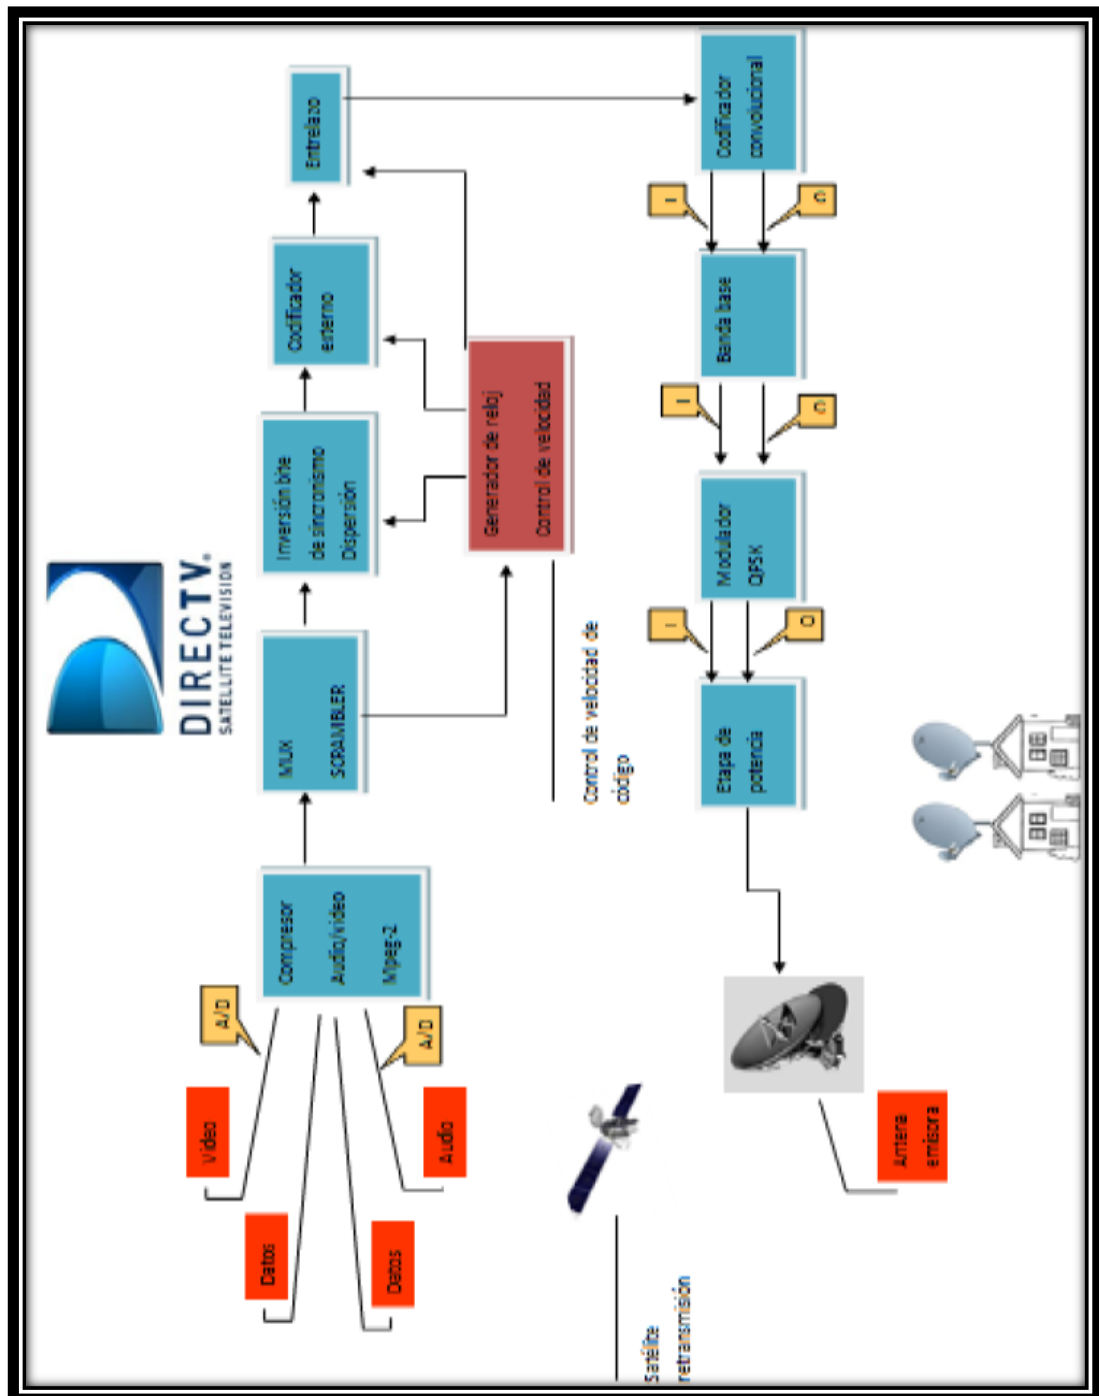 DIRECTV.
SATELLITE TELEVISION
Video
Datos
Datos
Audio
A/D
A/D
Compresor
Audio/video
Mpeg-2
MUX
SCRAMBLER
Inversión bite
de sincronismo
Dispersión
Codificador
externo
Entrelazo
Generador de reloj
Control de velocidad
Control de velocidad de
código
Satélite
retransmisión
Antena
emisora
Etapa de
potencia
I
Q
Modulador
QPSK
I
Banda base
I
Codificador
convolucional